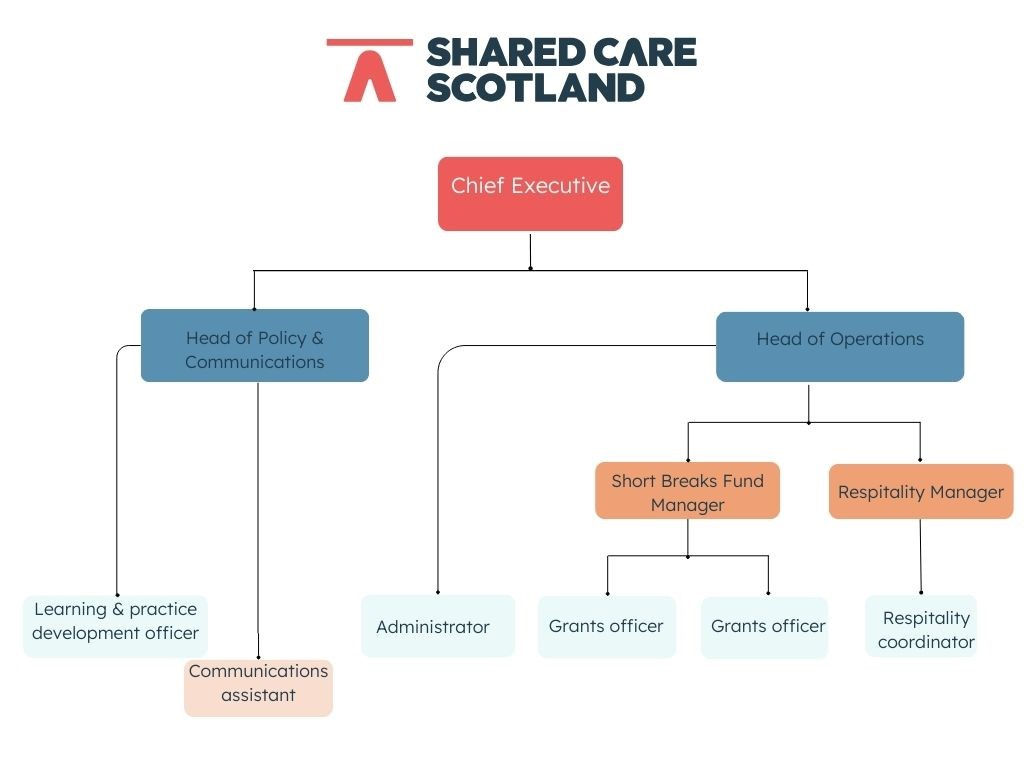 SHARED CARE
SCOTLAND
Chief Executive
Head of Policy &
Communications
Head of Operations
Short Breaks Fund
Manager
Respitality Manager
Learning & practice
development officer
Communications
assistant
Administrator
Grants officer
Grants officer
Respitality
coordinator